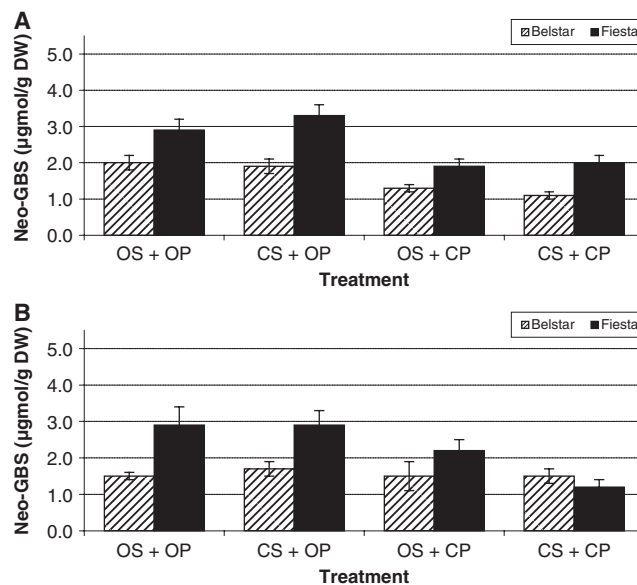 A
Belstar Fiesta
Neo-GBS (µgmol/g DW)
5.0
4.0
3.0
2.0
1.0
0.0
OS + OP CS + OP OS + CP CS + CP
Treatment
B
Belstar Fiesta
Neo-GBS (µgmol/g DW)
5.0
4.0
3.0
2.0
1.0
0.0
OS + OP CS + OP OS + CP CS + CP
Treatment